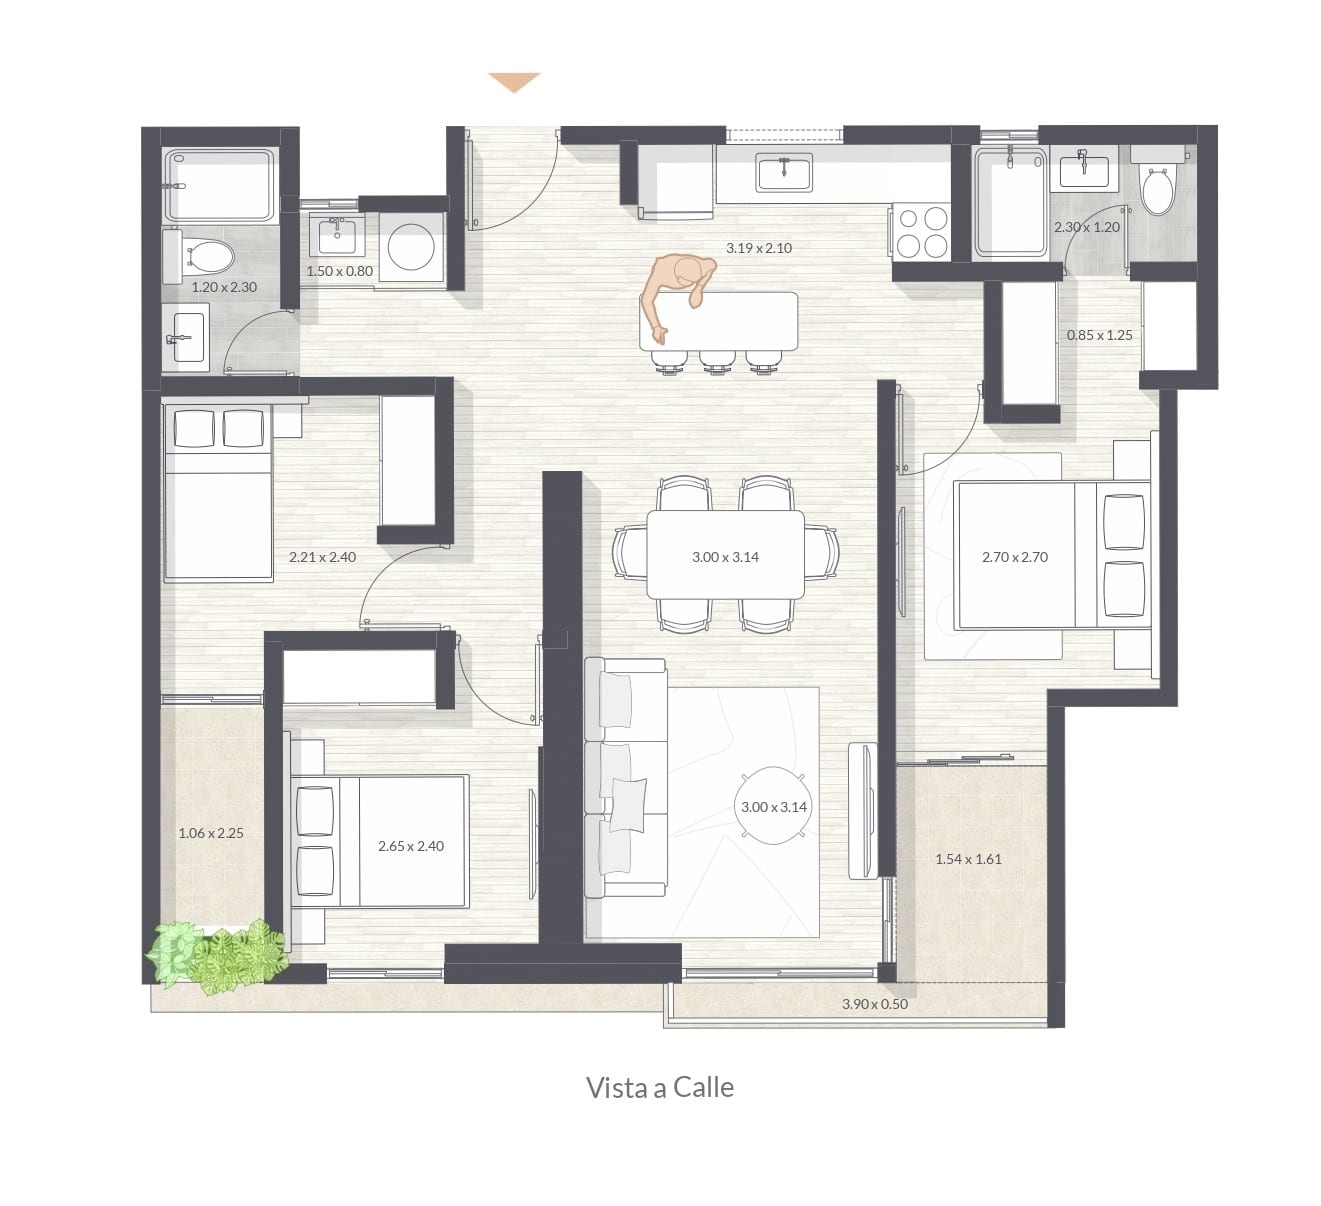 3.19 x 2.10
2.30 x 1.20
1.50 x 0.80
1.20 x 2.30
0.85 x 1.25
2.21 x 2.40
3.00 x 3.14
2.70 x 2.70
3.00 x 3.14
1.06 x 2.25
2.65 x 2.40
1.54 x 1.61
3.90 x 0.50
Vista a Calle